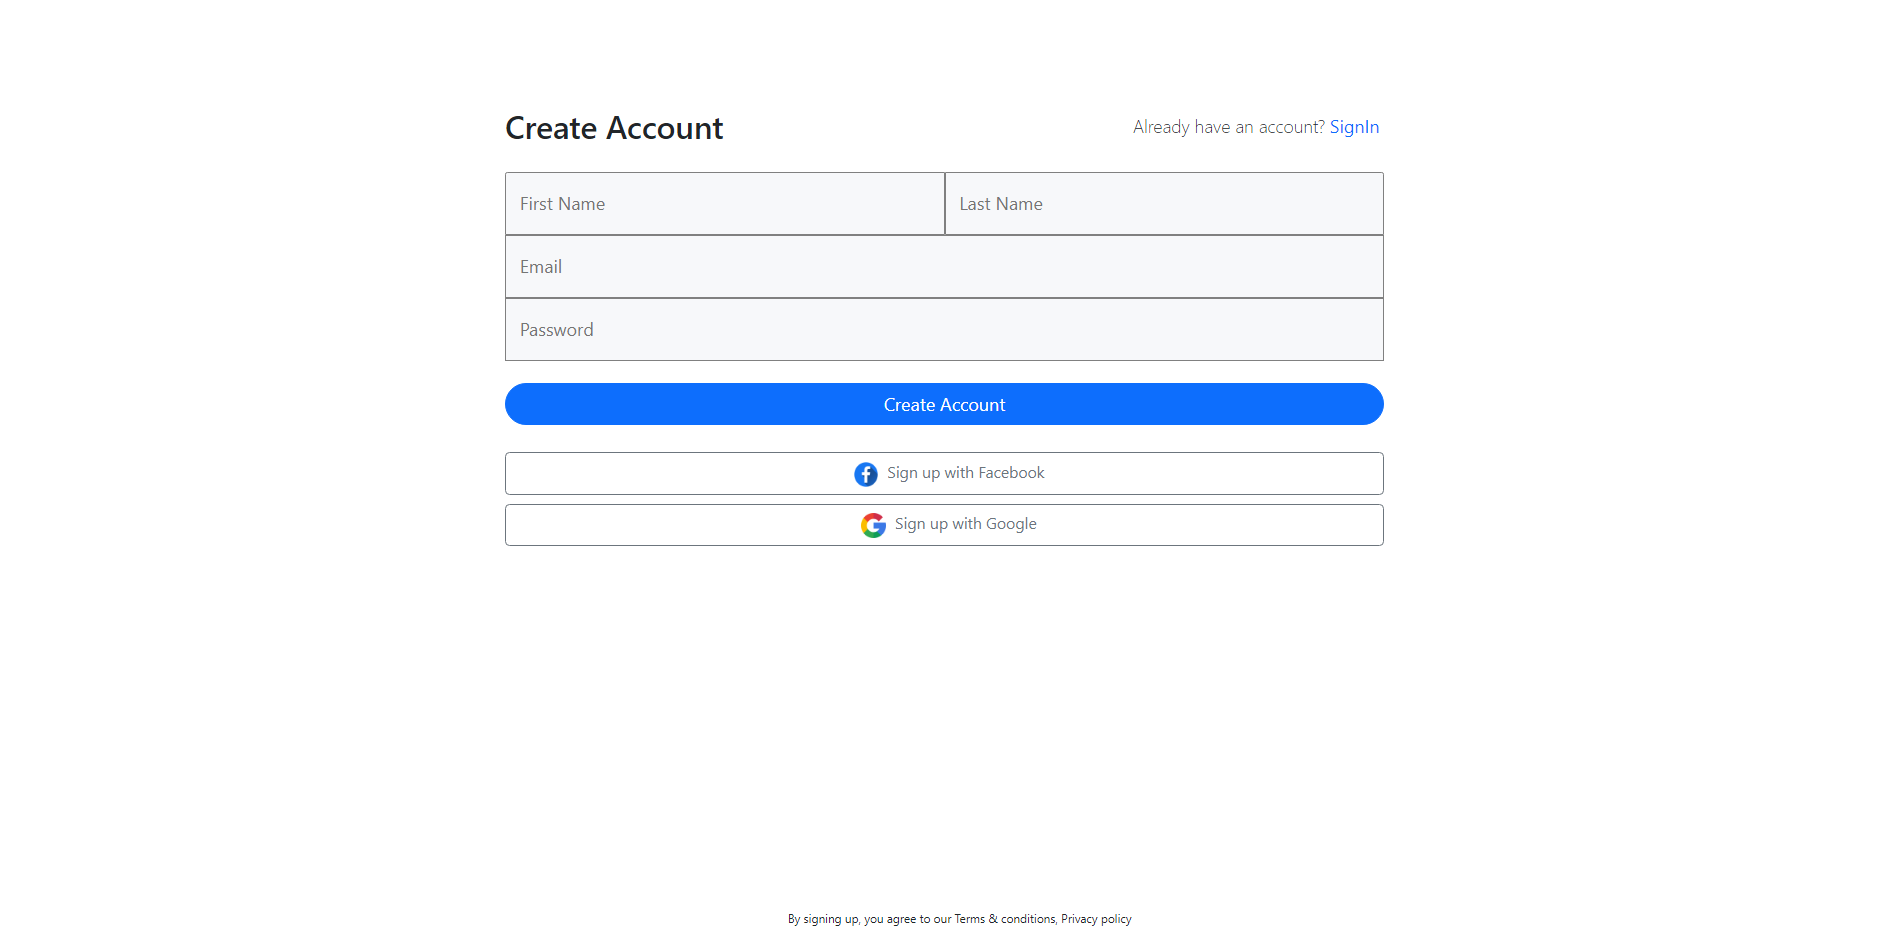 Create Account
Already have an account? SignIn
First Name
Last Name
Email
Password
Create Account
Sign up with Facebook
Sign up with Google
By signing up, you agree to our Terms & conditions, Privacy policy